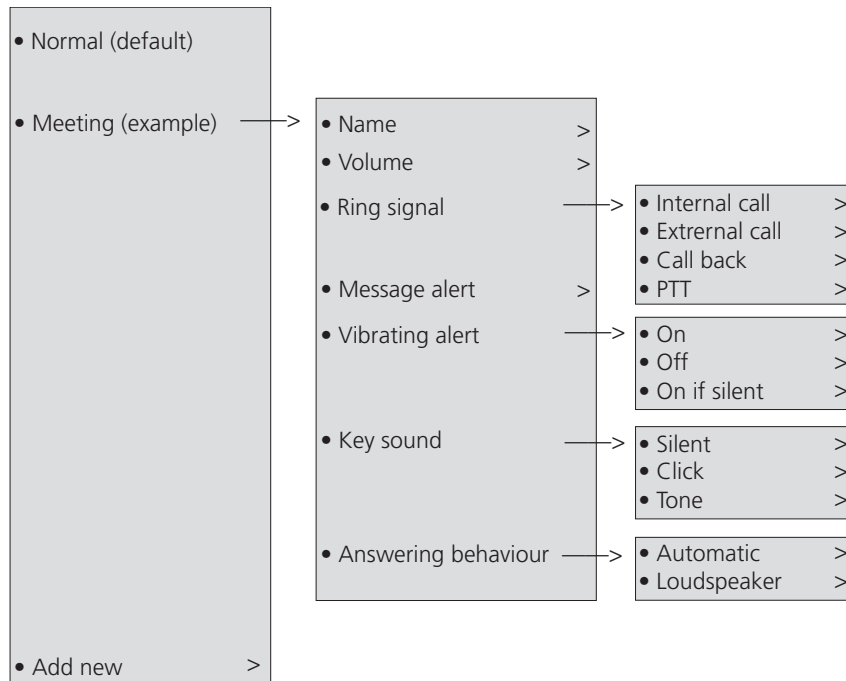 • Normal (default)
• Meeting (example) >
• Name >
• Volume >
• Ring signal >
• Internal call >
• Extrernal call >
• Call back >
• PTT >
• Message alert >
• Vibrating alert >
• On >
• Off >
• On if silent >
• Key sound >
• Silent >
• Click >
• Tone >
• Answering behaviour >
• Automatic >
• Loudspeaker >
• Add new >